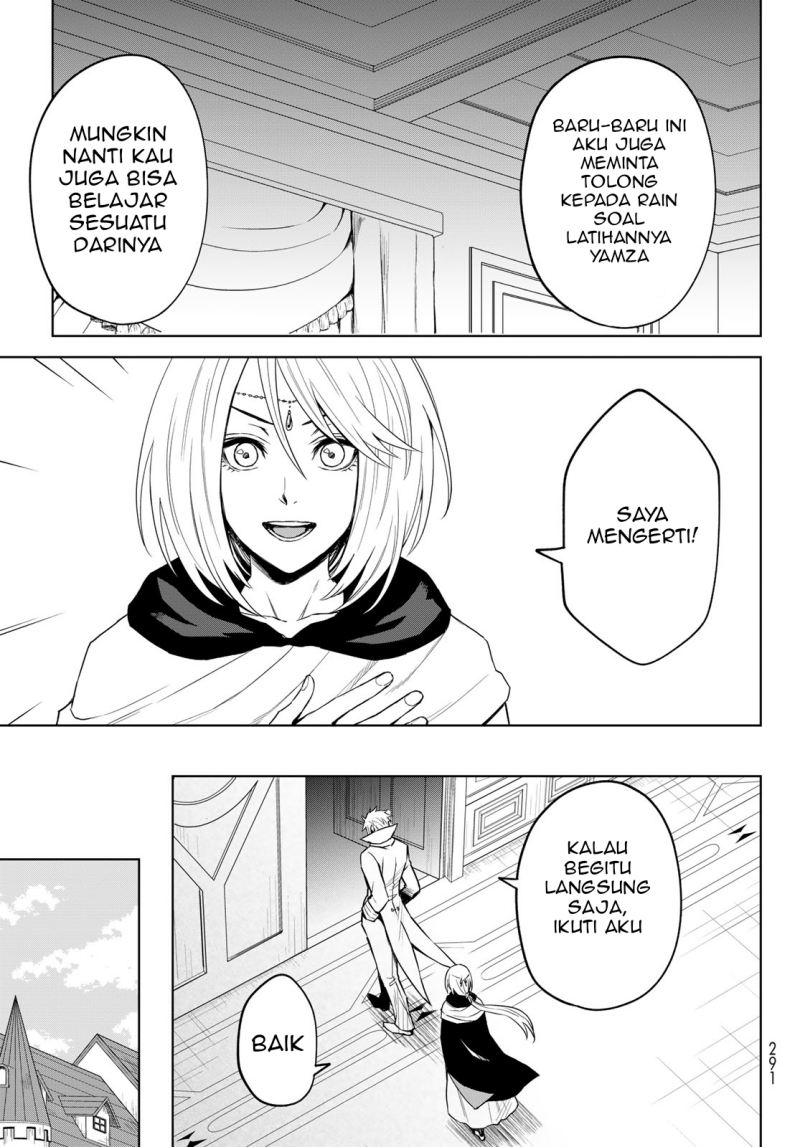 BARU-BARU INI
AKU JUGA
MEMINTA
TOLONG
KEPADA RAIN
SOAL
LATIHANNYA
YAMZA
MUNGKIN
NANTI KAU
JUGA BISA
BELAJAR
SESUATU
DARINYA
SAYA
MENGERTI!
KALAU
BEGITU
LANGSUNG
SAJA,
IKUTI AKU
BAIK
291